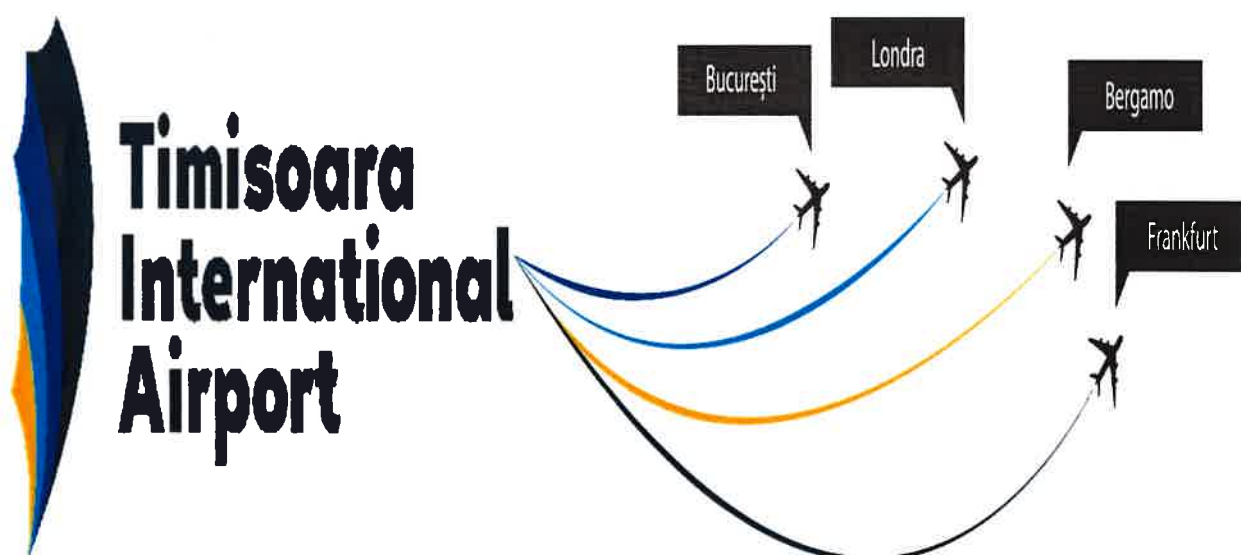 Timisoara
International
Airport
București
Londra
Bergamo
Frankfurt